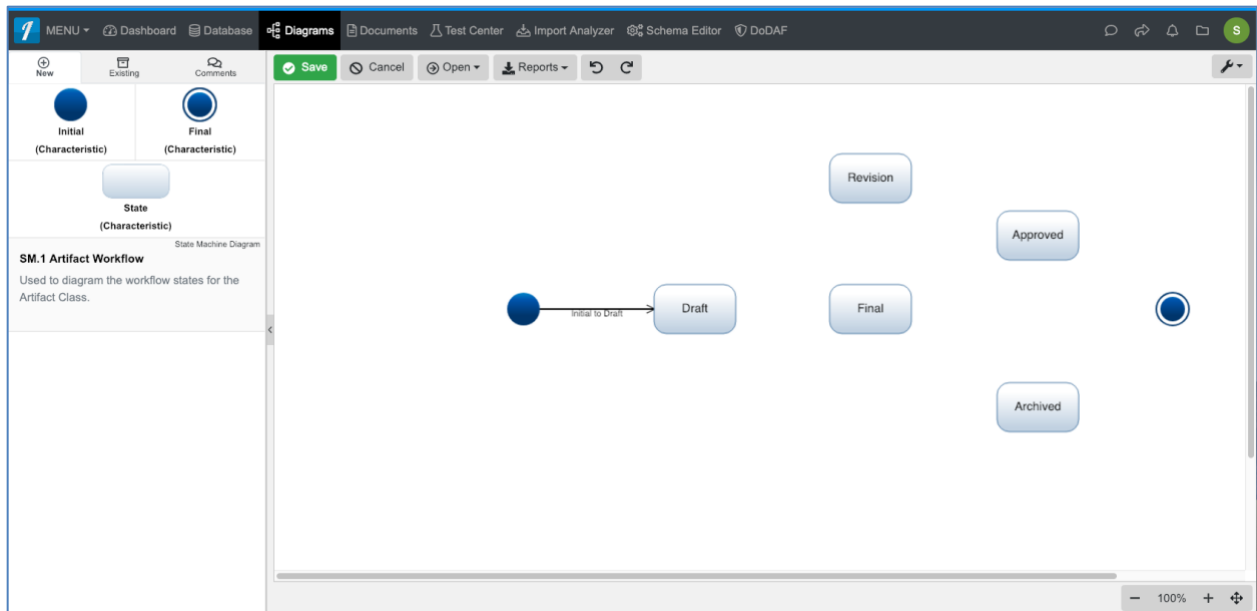 MENU Dashboard Database Diagrams Documents Test Center Import Analyzer Schema Editor DoDAF S
New Existing Comments
Save Cancel Open Reports
Initial
(Characteristic)
Final
(Characteristic)
State
(Characteristic)
State Machine Diagram
SM.1 Artifact Workflow
Used to diagram the workflow states for the
Artifact Class.
Revision
Approved
Initial to Draft
Draft
Final
Archived
100%